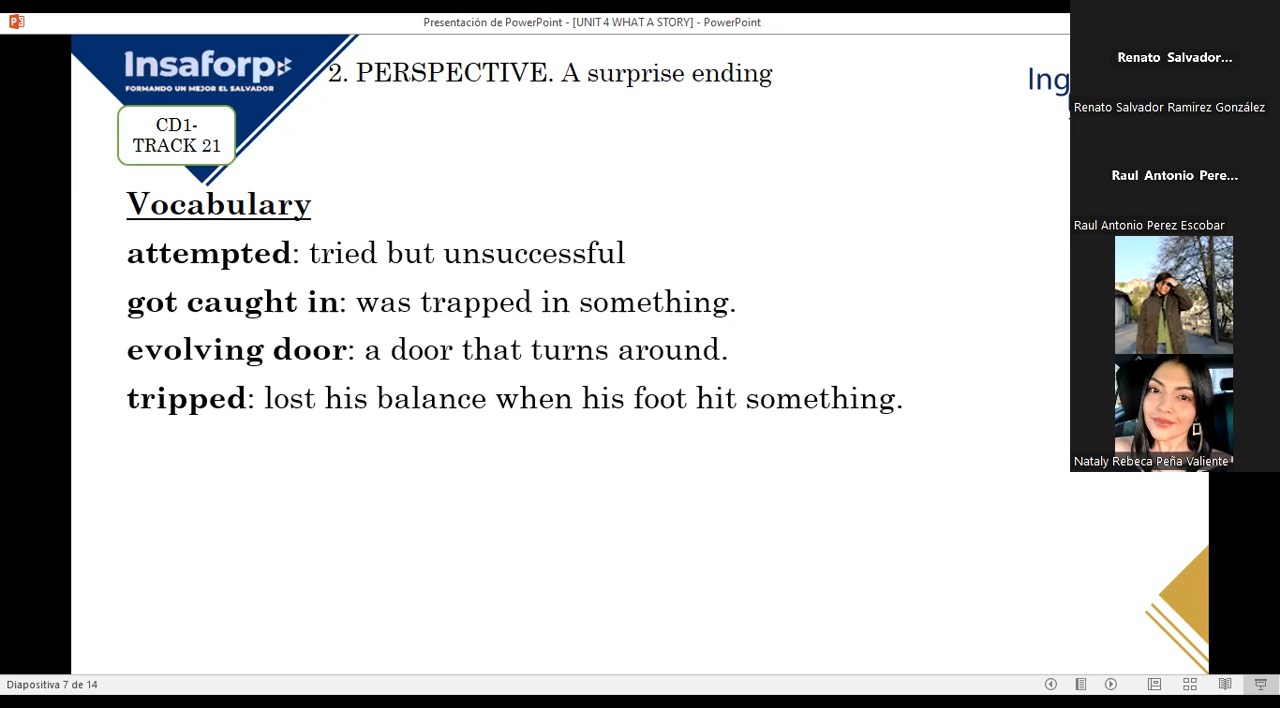 Presentación de PowerPoint - [UNIT 4 WHAT A STORY] - PowerPoint
Insaforp
FORMANDO UN MEJOR EL SALVADOR
2. PERSPECTIVE. A surprise ending
Ing
CD1-
TRACK 21
Vocabulary
attempted: tried but unsuccessful
got caught in: was trapped in something.
evolving door: a door that turns around.
tripped: lost his balance when his foot hit something.
Renato Salvador...
Renato Salvador Ramirez González
Raul Antonio Pere...
Raul Antonio Perez Escobar
Nataly Rebeca Peña Valiente
Diapositiva 7 de 14